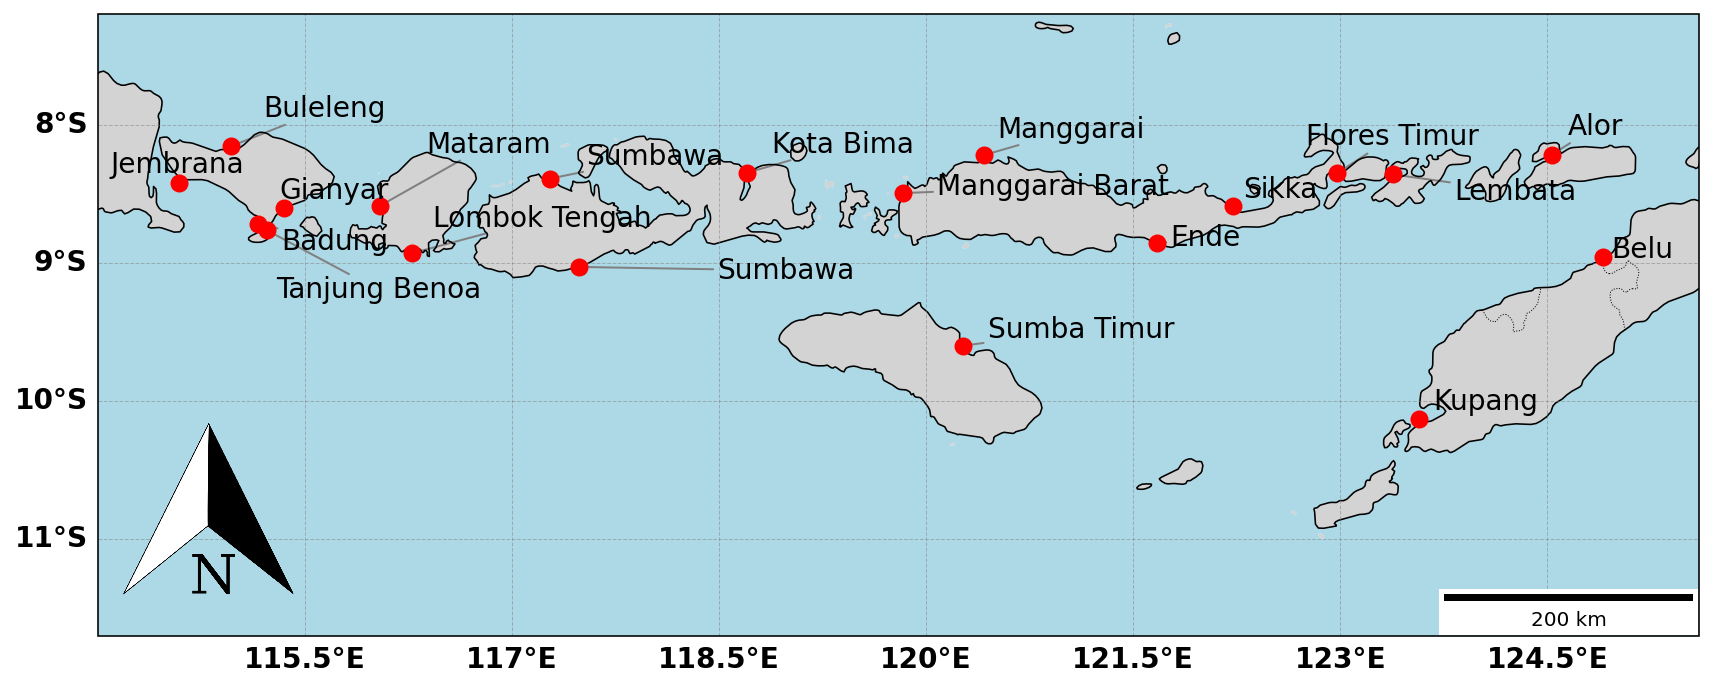 8°S
9°S
10°S
11°S
Buleleng
Jembrana
Gianyar
Badung
Tanjung Benoa
Mataram
Lombok Tengah
Sumbawa
Sumbawa
Kota Bima
Manggarai
Manggarai Barat
Ende
Sikka
Flores Timur
Lembata
Alor
Belu
Kupang
Sumba Timur
N
200 km
115.5°E
117°E
118.5°E
120°E
121.5°E
123°E
124.5°E